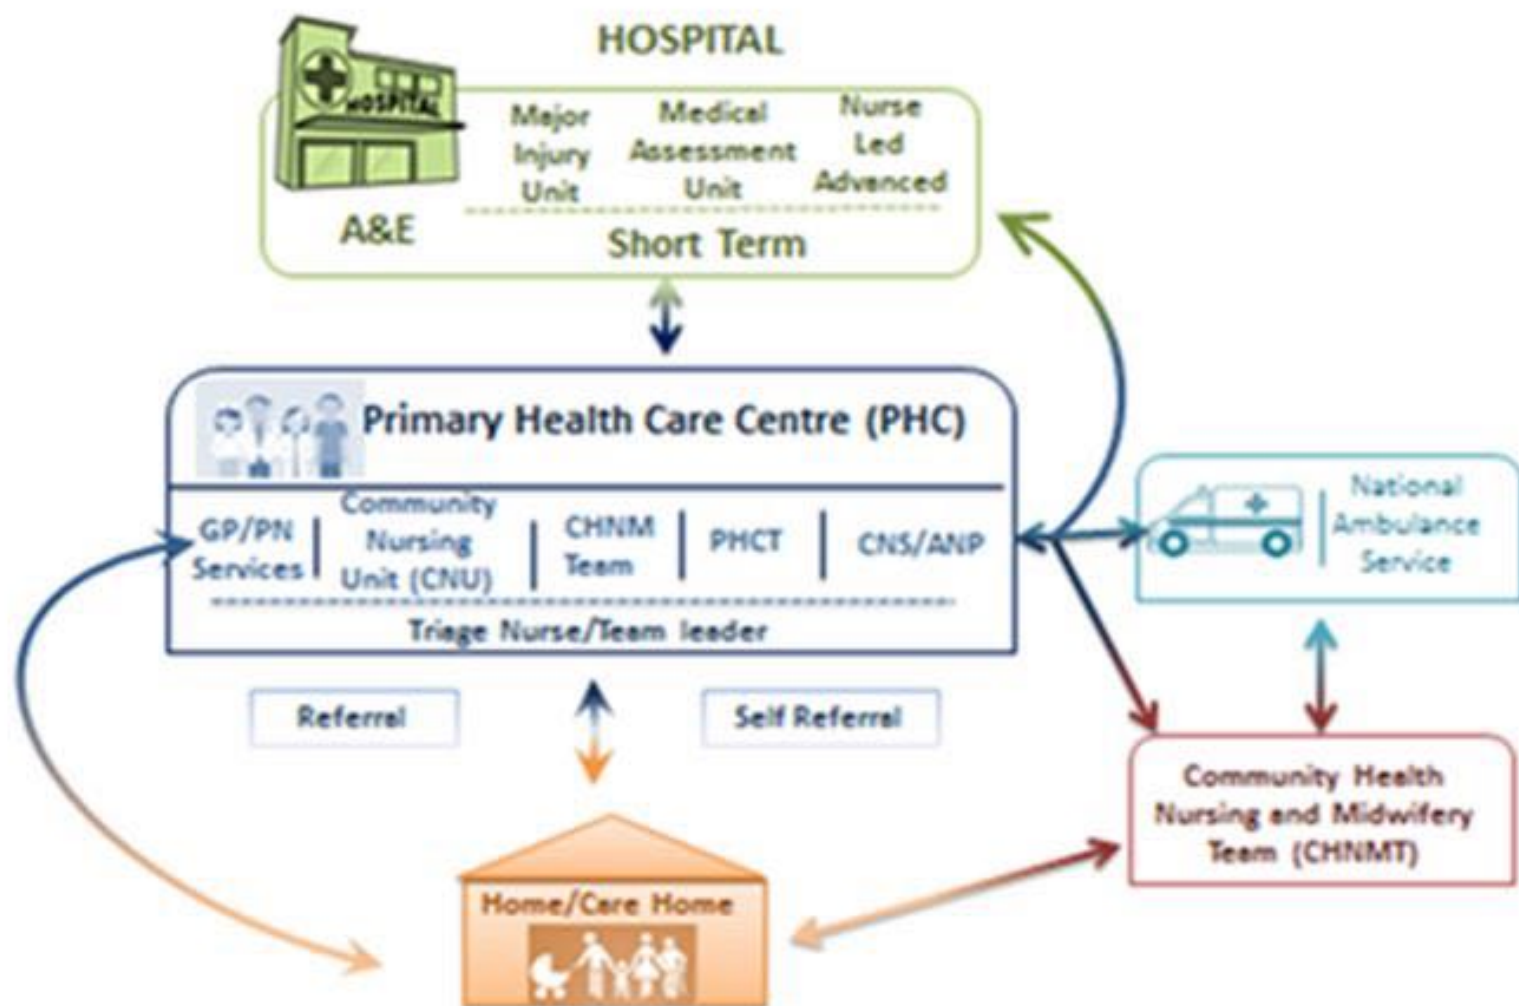 HOSPITAL
HOSPITAL
Major
Injury
Unit
Medical
Assessment
Unit
Nurse
Led
Advanced
A&E
Short Term
Primary Health Care Centre (PHC)
GP/PN
Services
Community
Nursing
Unit (CNU)
CHNM
Team
PHCT
CNS/ANP
Triage Nurse/Team leader
National
Ambulance
Service
Referral
Self Referral
Community Health
Nursing and Midwifery
Team (CHNMT)
Home/Care Home